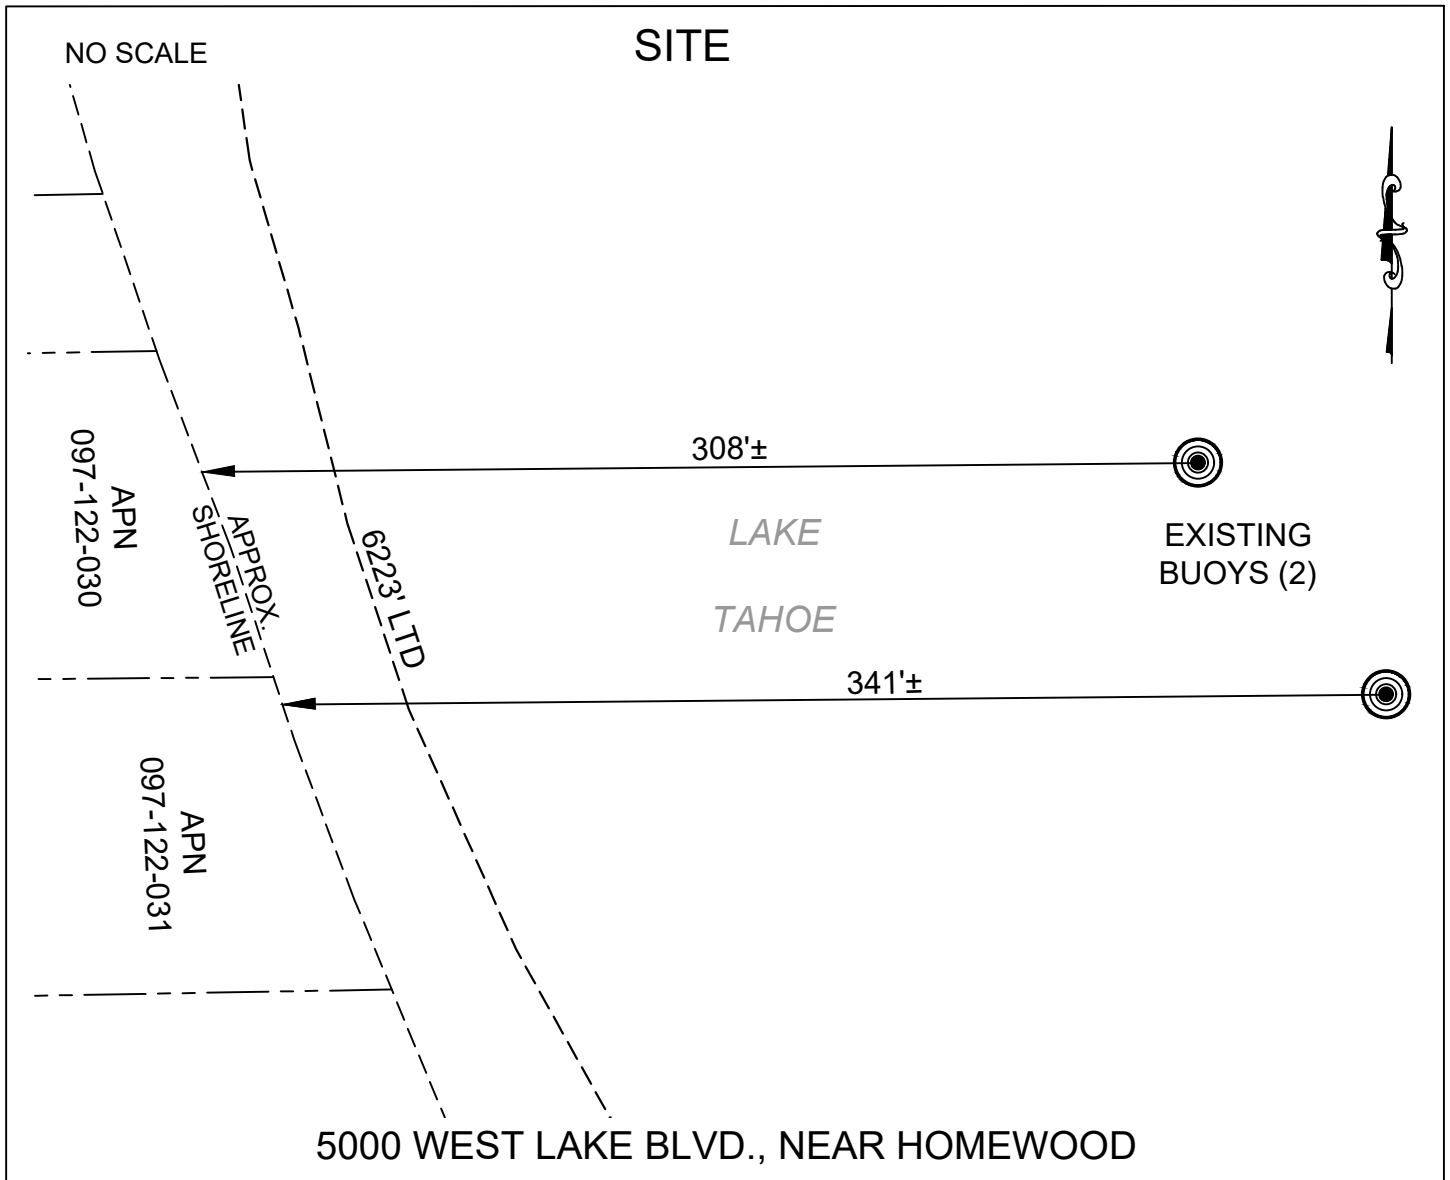 NO SCALE
SITE
308'±
LAKE
TAHOE
EXISTING
BUOYS (2)
APN
097-122-030
APPROX.
SHORELINE
6223' LTD
341'±
APN
097-122-031
5000 WEST LAKE BLVD., NEAR HOMEWOOD